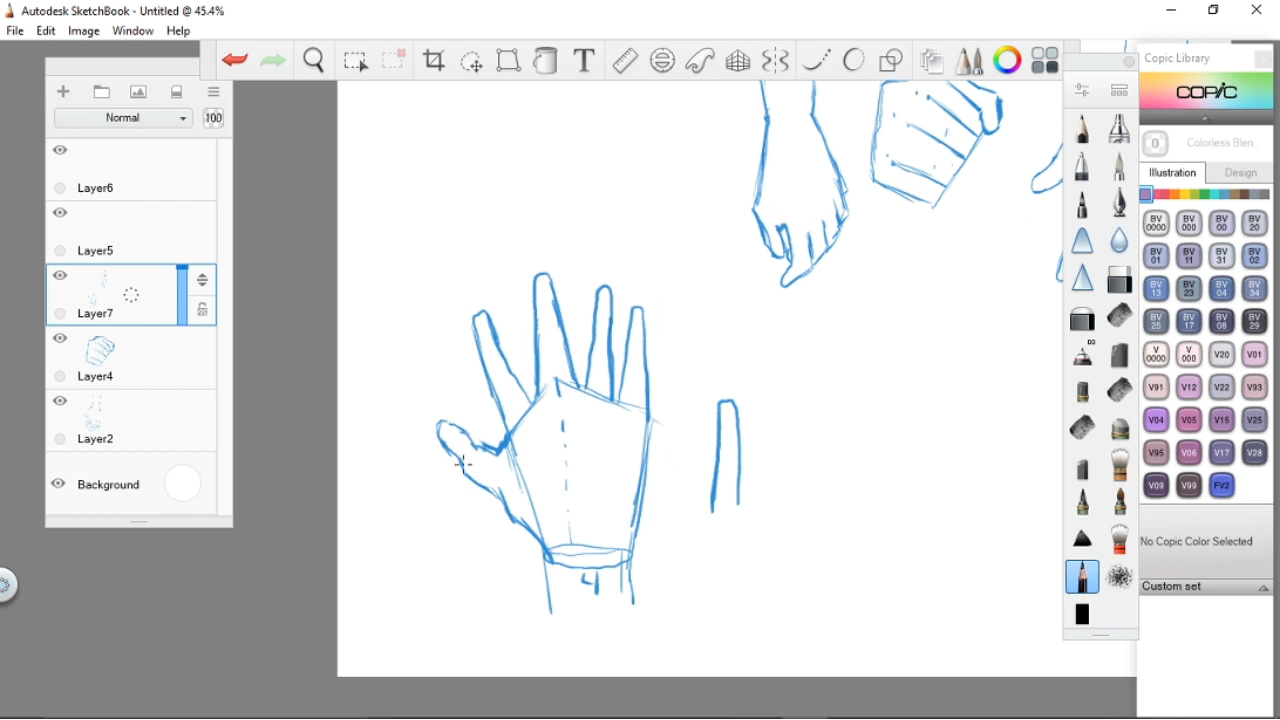 Autodesk SketchBook - Untitled @ 45.4%
File Edit Image Window Help
Copic Library
COPIC
Normal
100
0 Colorless Blen...
Illustration Design
Layer6
Layer5
Layer7
Layer4
Layer2
Background
BV 0000 BV 000 BV 00 BV 20
BV 01 BV 11 BV 31 BV 02
BV 13 BV 23 BV 04 BV 34
BV 25 BV 17 BV 08 BV 29
V 0000 V 000 V20 V01
V91 V12 V22 V93
V04 V05 V15 V25
V95 V06 V17 V28
V09 V99 FV2
No Copic Color Selected
Custom set
4